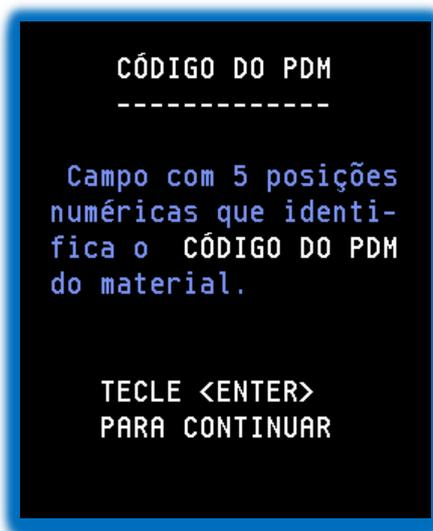 CÓDIGO DO PDM
-------------
Campo com 5 posições
numéricas que identi-
fica o CÓDIGO DO PDM
do material.
TECLE <ENTER>
PARA CONTINUAR